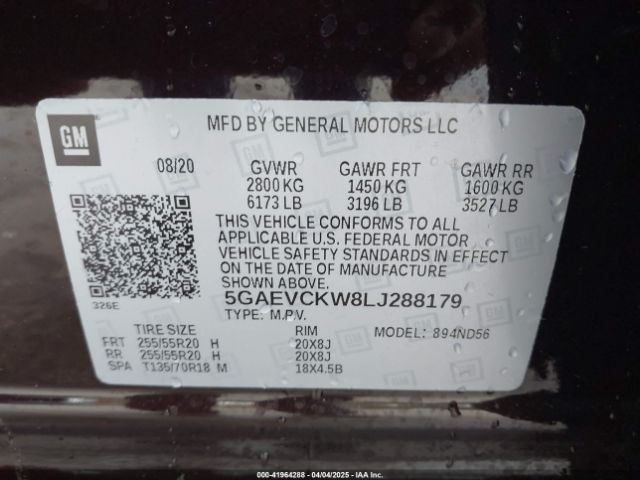 GM
MFD BY GENERAL MOTORS LLC
08/20 GVWR GAWR FRT GAWR RR
2800 KG 1450 KG 1600 KG
6173 LB 3196 LB 3527 LB
THIS VEHICLE CONFORMS TO ALL
APPLICABLE U.S. FEDERAL MOTOR
VEHICLE SAFETY STANDARDS IN EFFECT
ON THE DATE OF MANUFACTURE
SHOWN ABOVE.
326E
5GAEVCKW8LJ288179
TYPE: M.P.V.
TIRE SIZE RIM MODEL: 894ND56
FRT 255/55R20 H 20X8J
RR 255/55R20 H 20X8J
SPA T135/70R18 M 18X4.5B
000-41964288 - 04/04/2025 - IAA Inc.